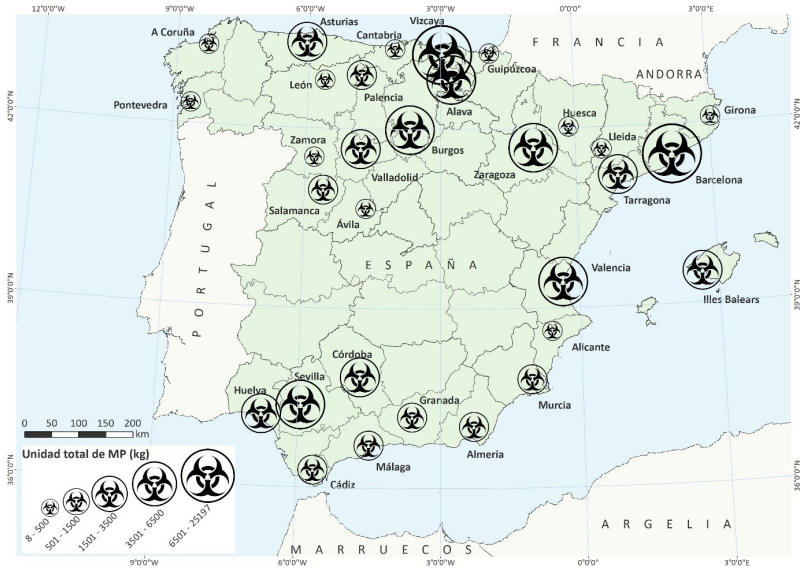 12°0'0"O
9°0'0"O
6°0'0"O
3°0'0"O
0°0'0"
3°0'0"E
A Coruña
Asturias
Cantabria
Vizcaya
FRANCIA
Guipúzcoa
ANDORRA
León
Palencia
Pontevedra
Alava
Huesca
Girona
42°0'0"N
42°0'0"N
Zamora
Burgos
Lleida
Valladolid
Zaragoza
Barcelona
Salamanca
Tarragona
Ávila
PORTUGAL
ESPAÑA
Valencia
39°0'0"N
39°0'0"N
Illes Balears
Alicante
Córdoba
Sevilla
Huelva
Granada
Murcia
0 50 100 150 200
km
Almería
Málaga
Cádiz
Unidad total de MP (kg)
8 - 500
501 - 1500
1501 - 3500
3501 - 6500
6501 - 25197
36°0'0"N
36°0'0"N
ARGELIA
MARRUECOS
9°0'0"O
6°0'0"O
3°0'0"O
0°0'0"
3°0'0"E